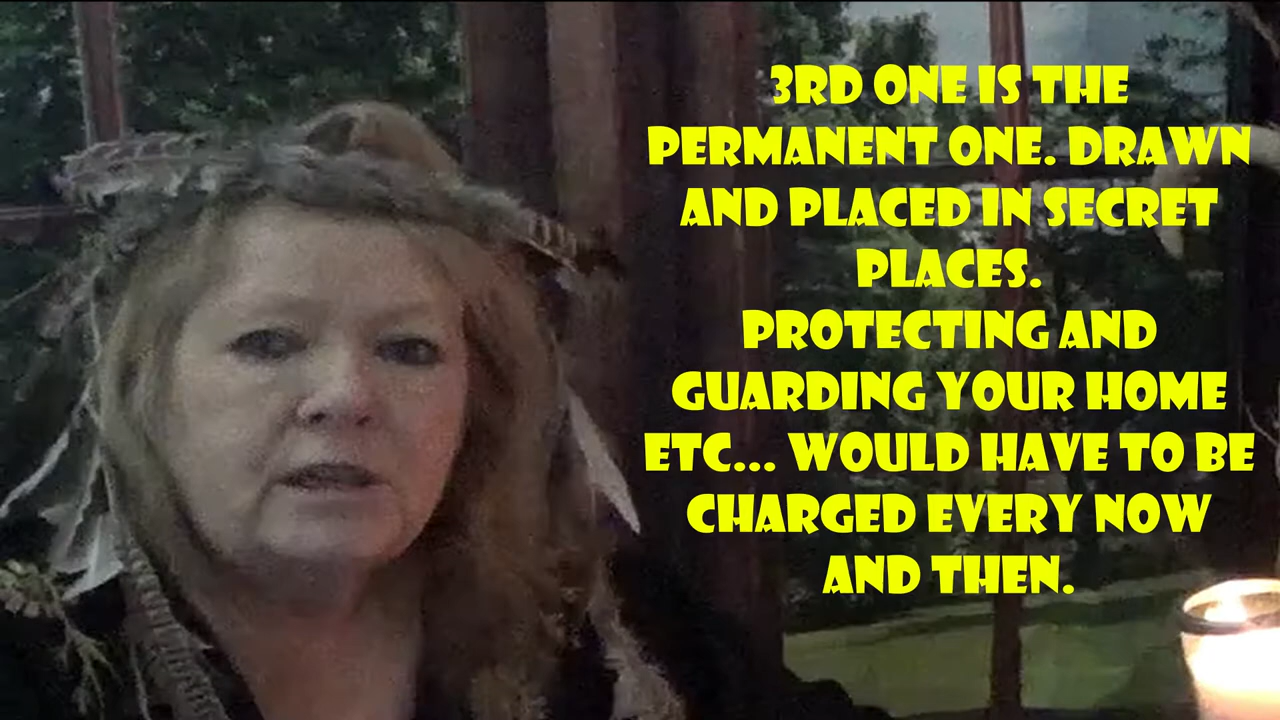 3RD ONE IS THE
PERMANENT ONE. DRAWN
AND PLACED IN SECRET
PLACES.
PROTECTING AND
GUARDING YOUR HOME
ETC... WOULD HAVE TO BE
CHARGED EVERY NOW
AND THEN.